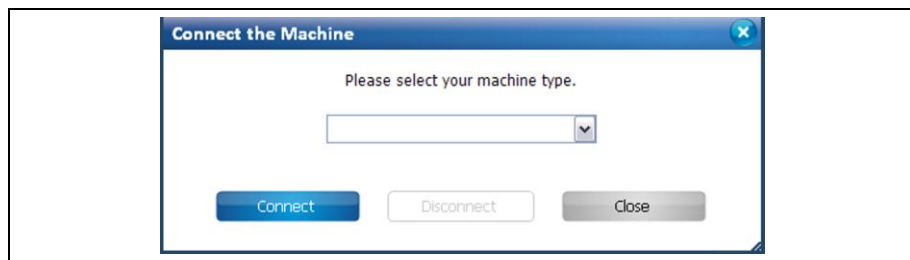 Connect the Machine
Please select your machine type.
Connect Disconnect Close